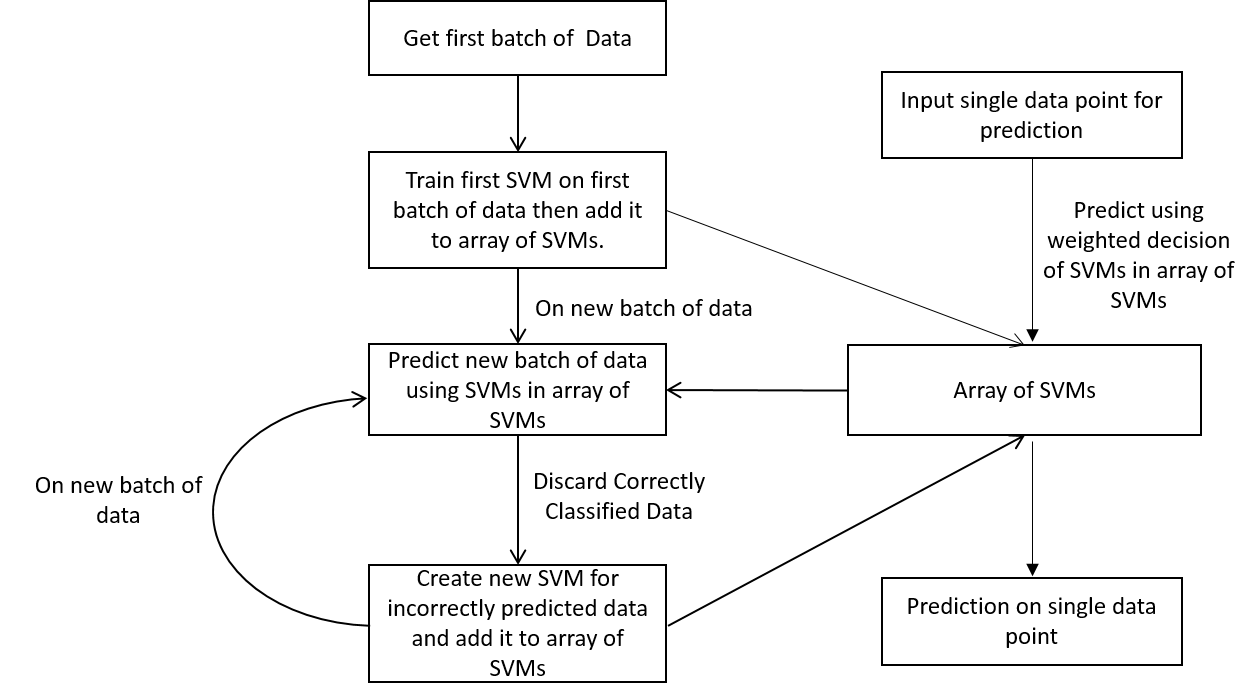 Get first batch of  Data
Input single data point for
prediction
Train first SVM on first
batch of data then add it
to array of SVMs.
Predict using
weighted decision
of SVMs in array of
SVMs
On new batch of data
Predict new batch of data
using SVMs in array of
SVMs
Array of SVMs
On new batch of
data
Discard Correctly
Classified Data
Create new SVM for
incorrectly predicted data
and add it to array of
SVMs
Prediction on single data
point